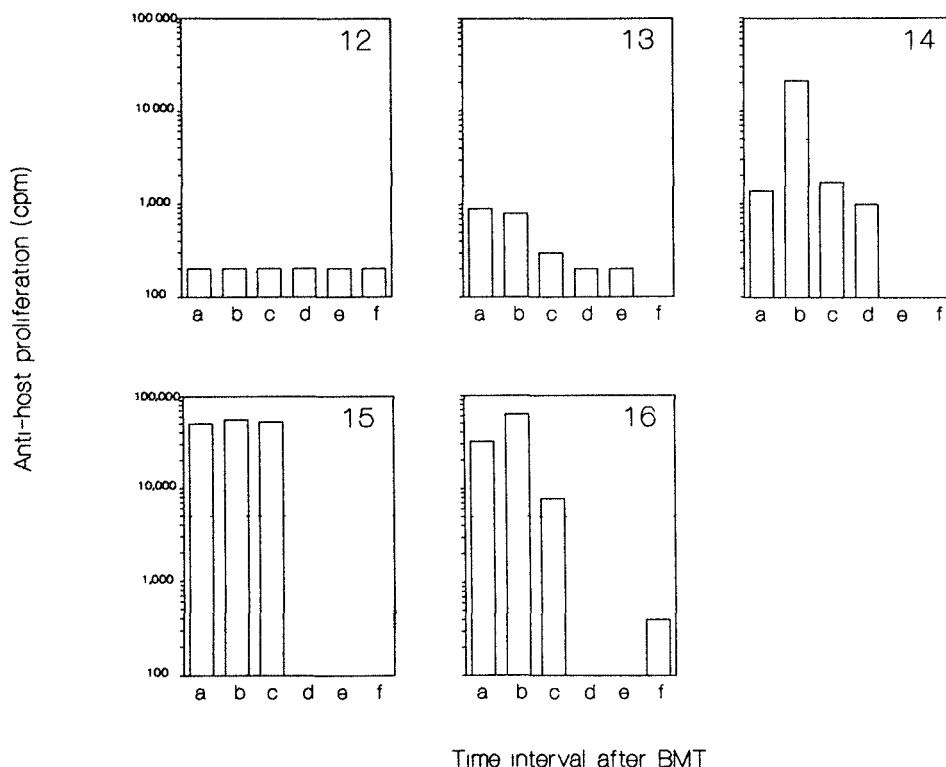 12
13
14
100 000
10 000
1,000
100
a b c d e f
a b c d e f
a b c d e f
Anti-host proliferation (cpm)
15
16
100,000
10,000
1,000
100
a b c d e f
a b c d e f
Time interval after BMT